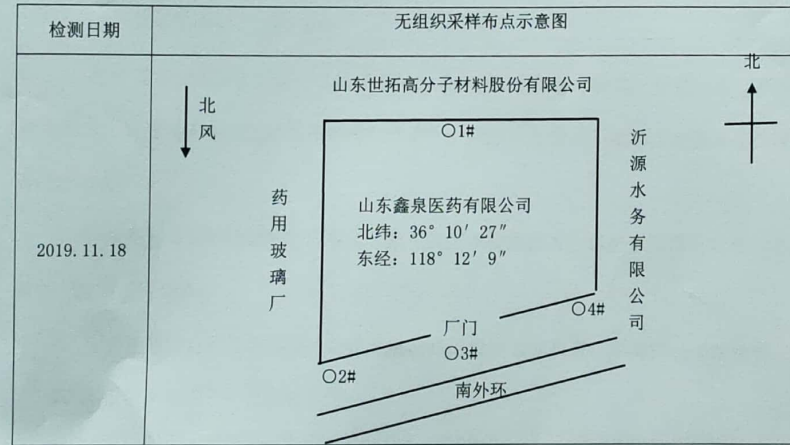 检测日期
无组织采样布点示意图
2019.11.18
北风
北
山东世拓高分子材料股份有限公司
○1#
药用玻璃厂
沂源水务有限公司
山东鑫泉医药有限公司
北纬：36° 10′ 27″
东经：118° 12′ 9″
○4#
厂门
○3#
○2#
南外环